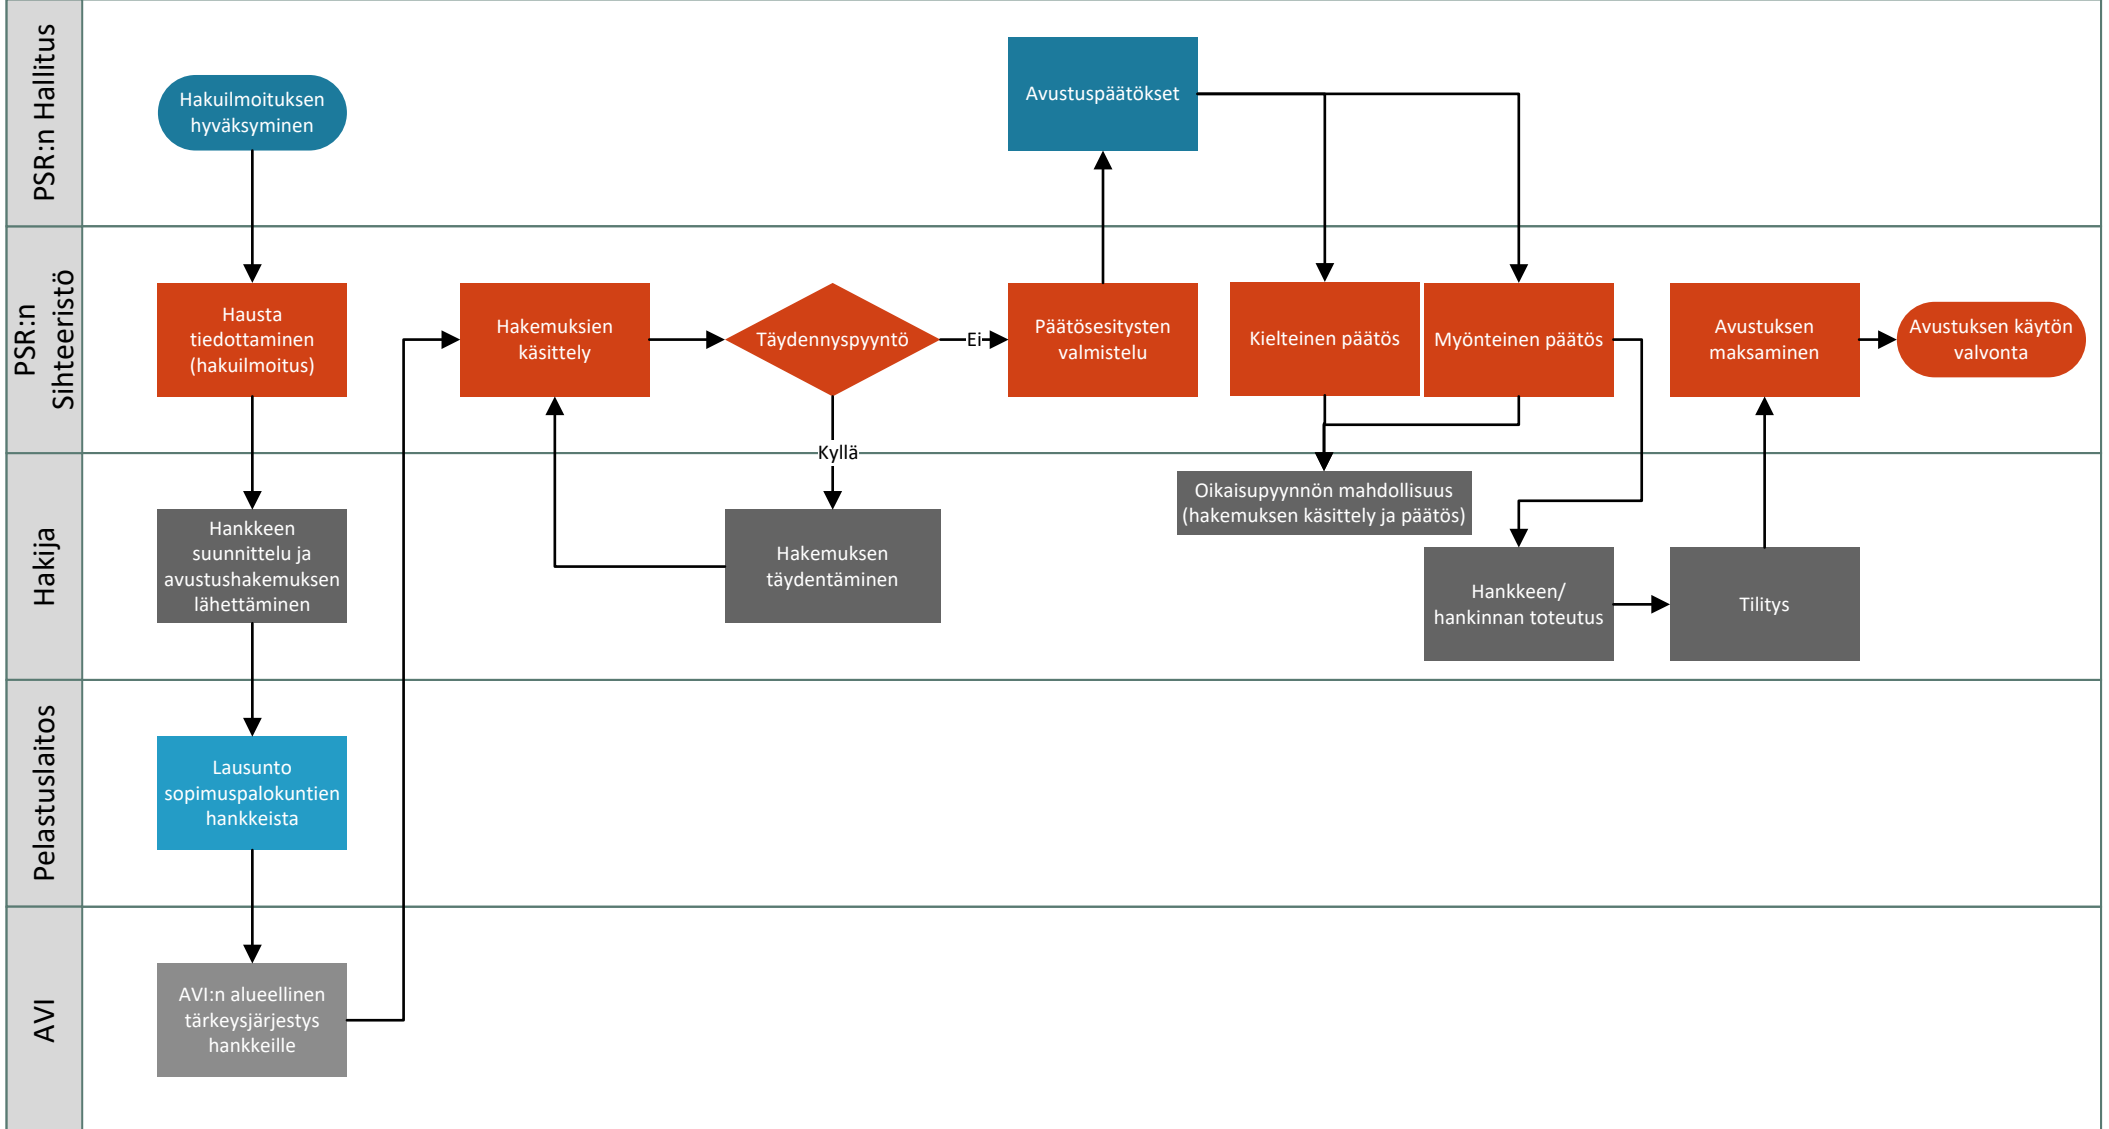 PSR:n Hallitus
Hakuilmoituksen
hyväksyminen
Avustuspäätökset
PSR:n
Sihteeristö
Hausta
tiedottaminen
(hakuilmoitus)
Hakemuksien
käsittely
Täydennyspyyntö
Ei
Kyllä
Päätösesitysten
valmistelu
Kielteinen päätös
Myönteinen päätös
Avustuksen
maksaminen
Avustuksen käytön
valvonta
Hakija
Hankkeen
suunnittelu ja
avustushakemuksen
lähettäminen
Hakemuksen
täydentäminen
Oikaisupyynnön mahdollisuus
(hakemuksen käsittely ja päätös)
Hankkeen/
hankinnan toteutus
Tilitys
Pelastuslaitos
Lausunto
sopimuspalokuntien
hankkeista
AVI
AVI:n alueellinen
tärkeysjärjestys
hankkeille